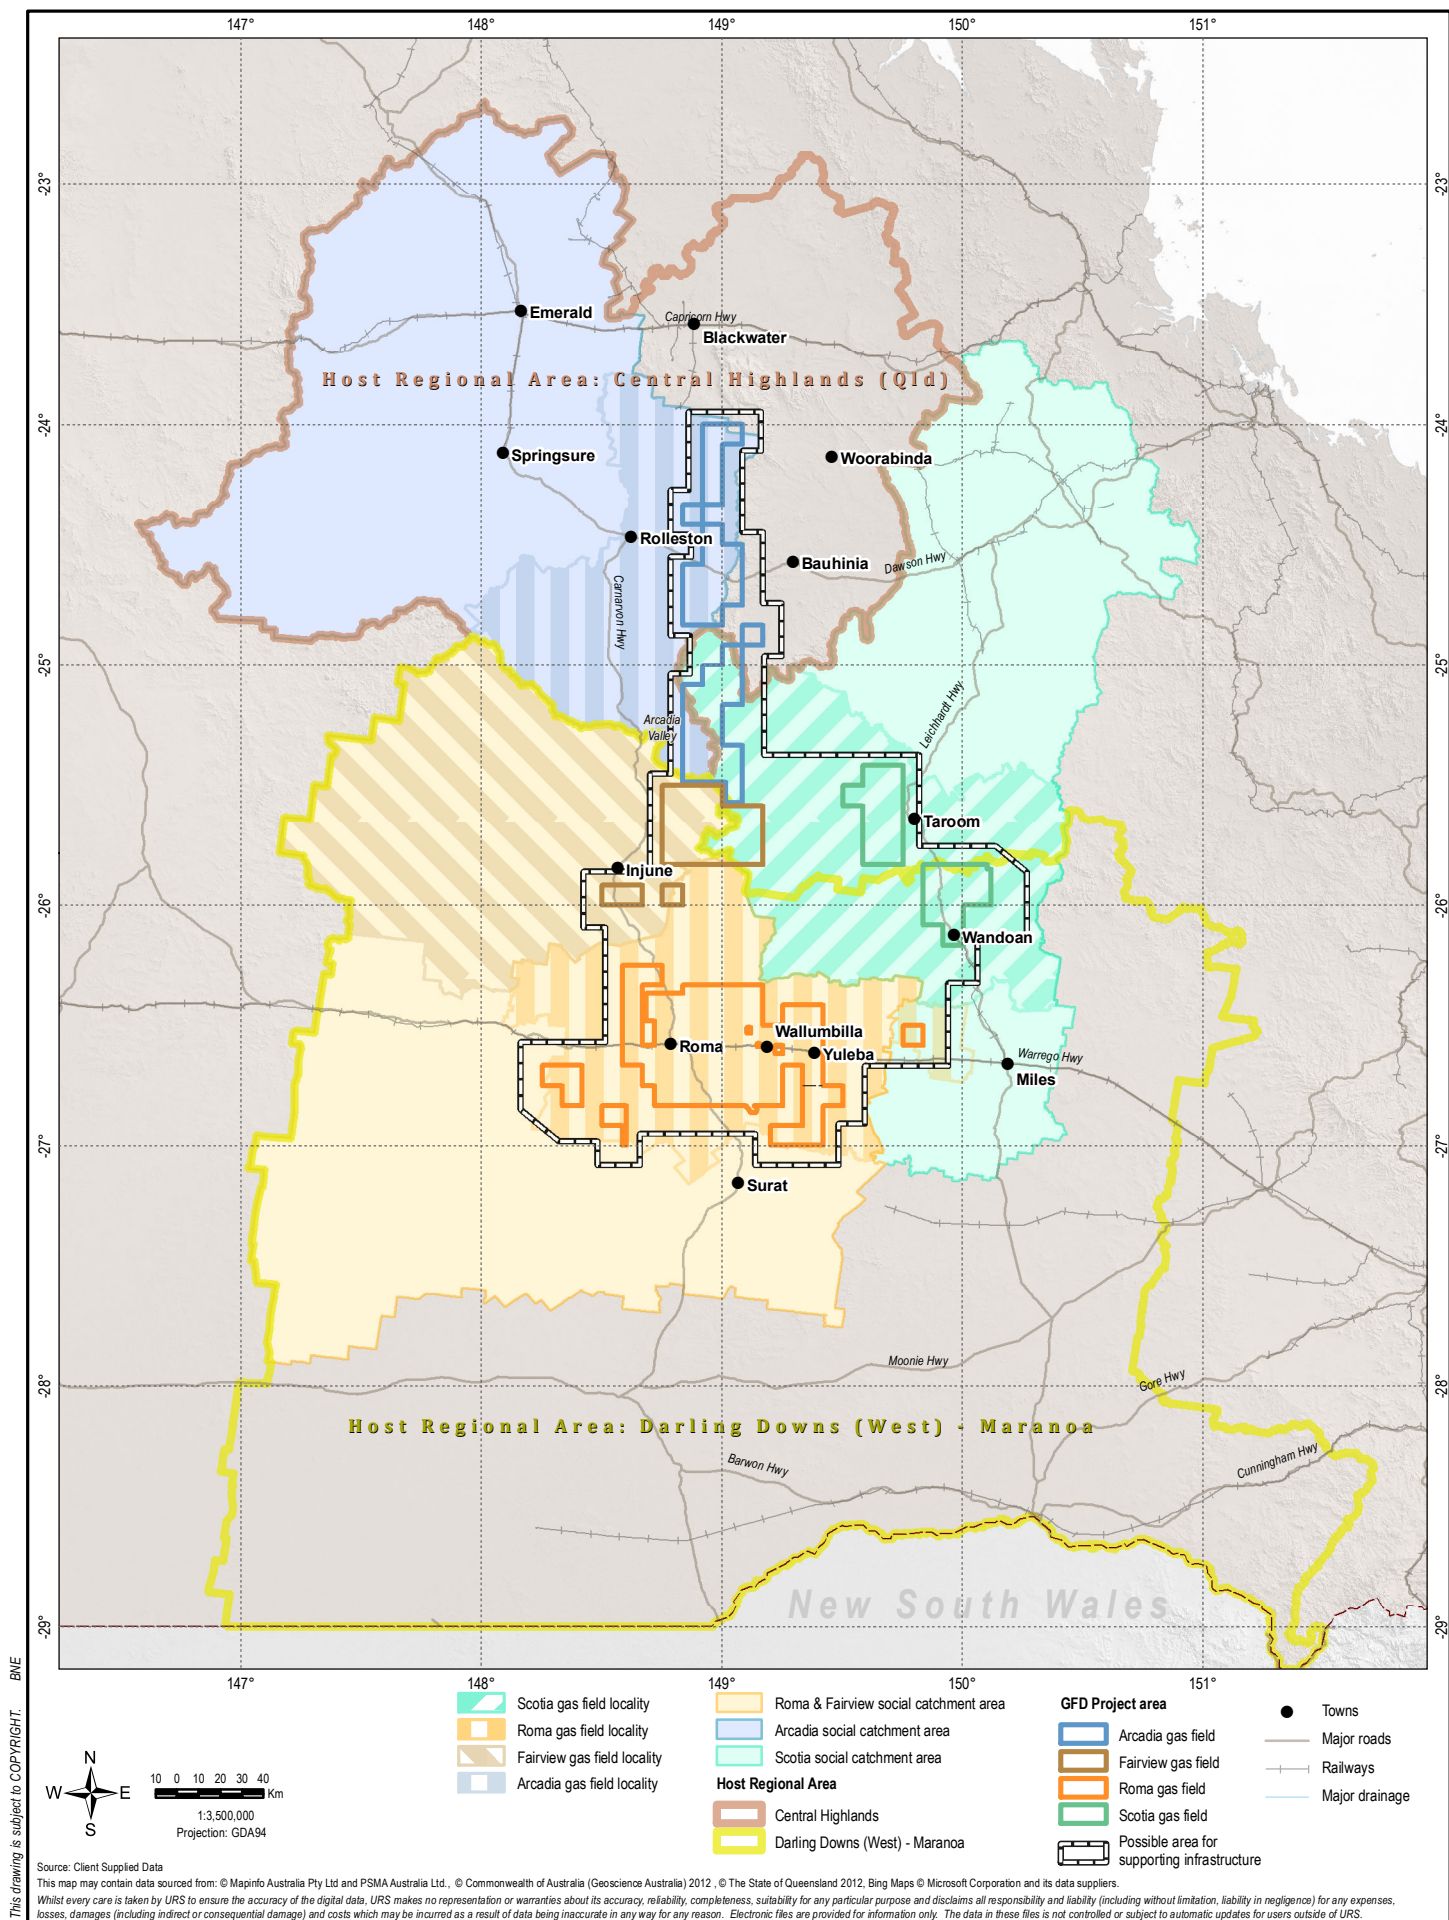 147° 148° 149° 150° 151°
-23° -23°
Emerald
Capricorn Hwy
Blackwater
Host Regional Area: Central Highlands (Qld)
-24° -24°
Springsure
Woorabinda
Rolleston
Bauhinia
Dawson Hwy
Carnarvon Hwy
-25° -25°
Leichhardt Hwy
Arcadia
Valley
Taroom
Injune
-26° -26°
Wandoan
Wallumbilla
Roma
Yuleba
Warrego Hwy
Miles
-27° -27°
Surat
Moonie Hwy
Gore Hwy
-28° -28°
Host Regional Area: Darling Downs (West) - Maranoa
Barwon Hwy
Cunningham Hwy
New South Wales
-29° -29°
147° 148° 149° 150° 151°
This drawing is subject to COPYRIGHT. BNE
N
W E
S
10 0 10 20 30 40
Km
1:3,500,000
Projection: GDA94
Scotia gas field locality
Roma gas field locality
Fairview gas field locality
Arcadia gas field locality
Roma & Fairview social catchment area
Arcadia social catchment area
Scotia social catchment area
Host Regional Area
Central Highlands
Darling Downs (West) - Maranoa
GFD Project area
Arcadia gas field
Fairview gas field
Roma gas field
Scotia gas field
Possible area for
supporting infrastructure
Towns
Major roads
Railways
Major drainage
Source: Client Supplied Data
This map may contain data sourced from: © Mapinfo Australia Pty Ltd and PSMA Australia Ltd., © Commonwealth of Australia (Geoscience Australia) 2012 , © The State of Queensland 2012, Bing Maps © Microsoft Corporation and its data suppliers.
Whilst every care is taken by URS to ensure the accuracy of the digital data, URS makes no representation or warranties about its accuracy, reliability, completeness, suitability for any particular purpose and disclaims all responsibility and liability (including without limitation, liability in negligence) for any expenses,
losses, damages (including indirect or consequential damage) and costs which may be incurred as a result of data being inaccurate in any way for any reason. Electronic files are provided for information only. The data in these files is not controlled or subject to automatic updates for users outside of URS.